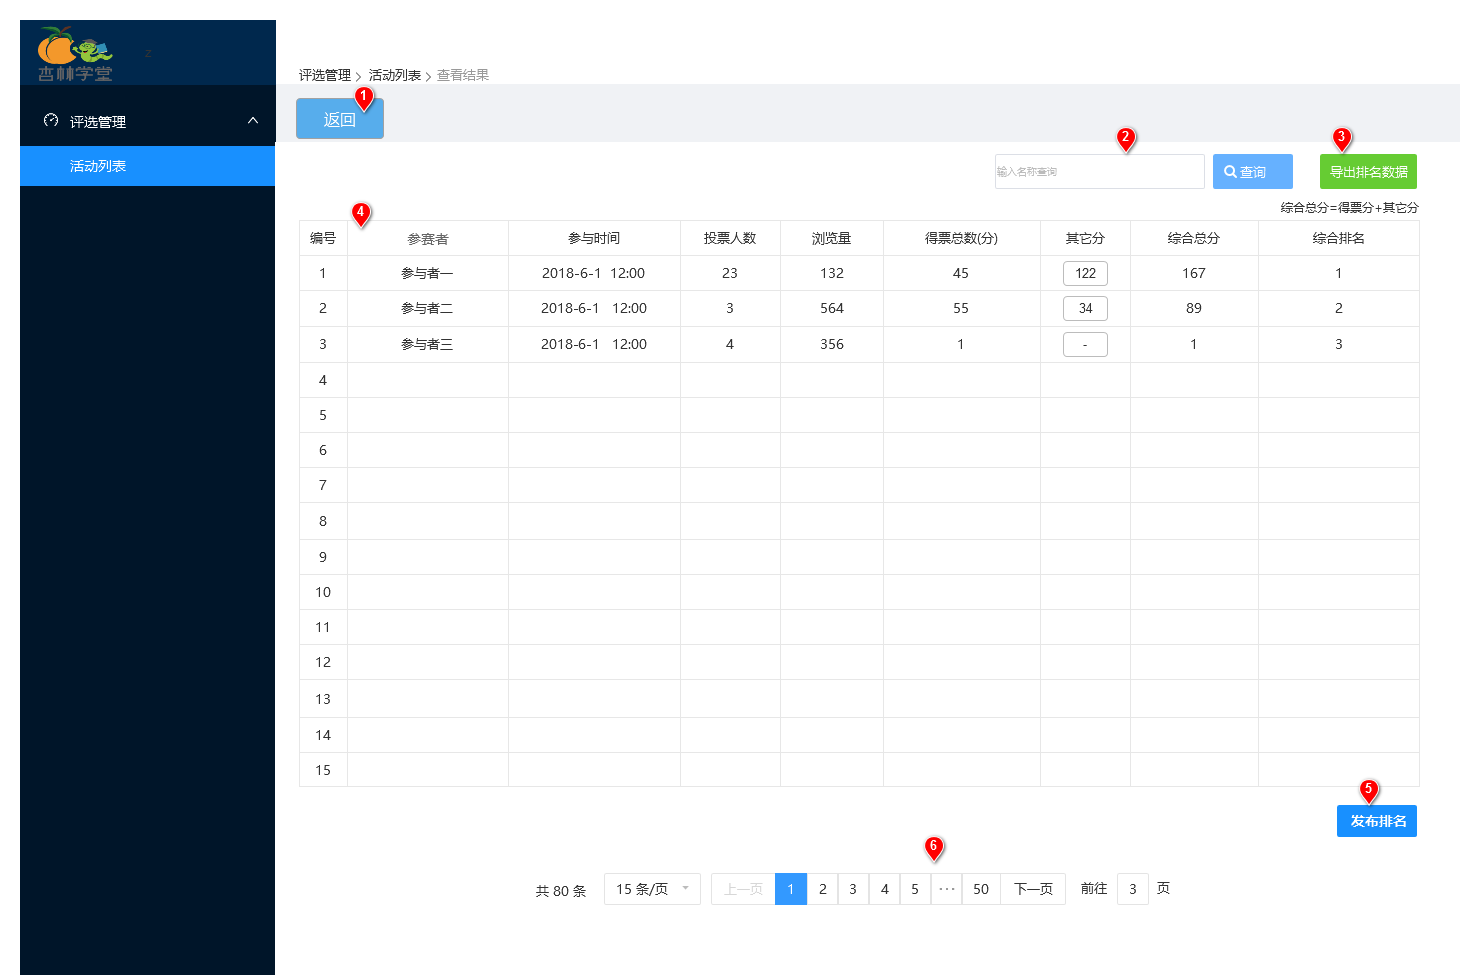 杏林学堂
z
评选管理 > 活动列表 > 查看结果
评选管理
活动列表
1
返回
2
3
输入名称查询
查询
导出排名数据
综合总分=得票分+其它分
4
编号 参赛者 参与时间 投票人数 浏览量 得票总数(分) 其它分 综合总分 综合排名
1 参与者一 2018-6-1 12:00 23 132 45 122 167 1
2 参与者二 2018-6-1 12:00 3 564 55 34 89 2
3 参与者三 2018-6-1 12:00 4 356 1 - 1 3
4
5
6
7
8
9
10
11
12
13
14
15
5
发布排名
6
共 80 条 15 条/页 上一页 1 2 3 4 5 ··· 50 下一页 前往 3 页